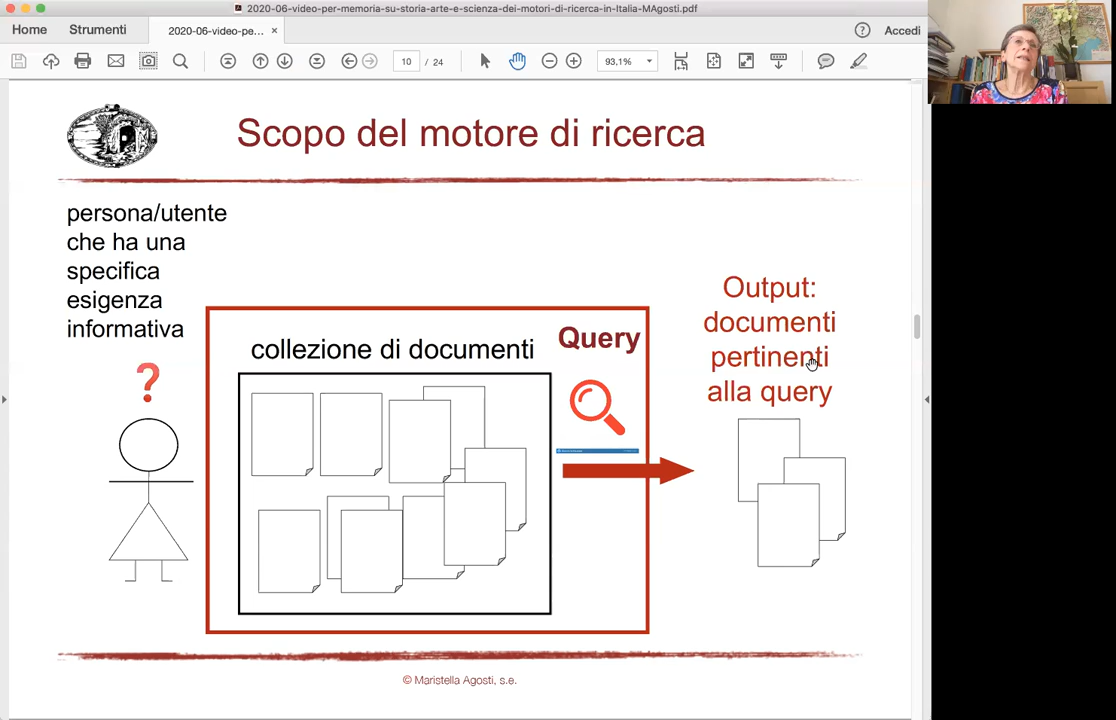 2020-06-video-per-memoria-su-storia-arte-e-scienza-dei-motori-di-ricerca-in-Italia-MAgosti.pdf
Home
Strumenti
2020-06-video-pe...
×
?
Accedi
10 / 24
93,1%
Scopo del motore di ricerca
persona/utente
che ha una
specifica
esigenza
informativa
?
collezione di documenti
Query
Output:
documenti
pertinenti
alla query
© Maristella Agosti, s.e.